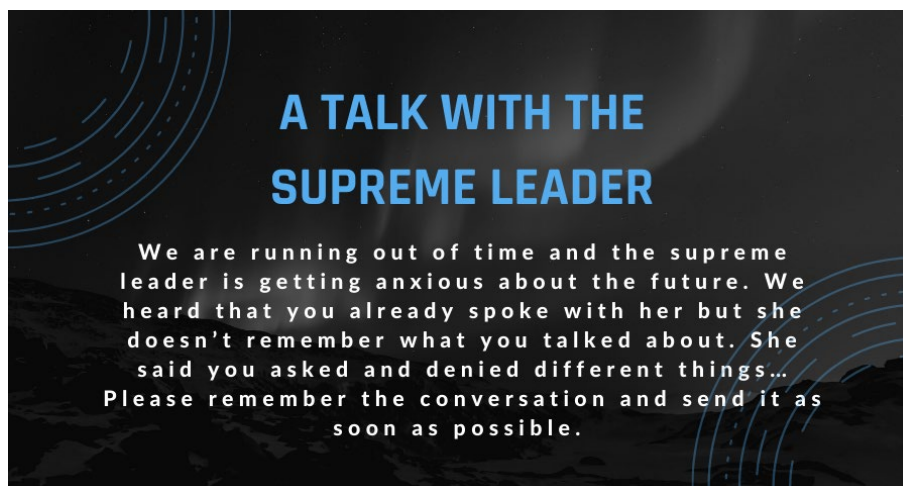 A TALK WITH THE
SUPREME LEADER
We are running out of time and the supreme
leader is getting anxious about the future. We
heard that you already spoke with her but she
doesn’t remember what you talked about. She
said you asked and denied different things…
Please remember the conversation and send it as
soon as possible.